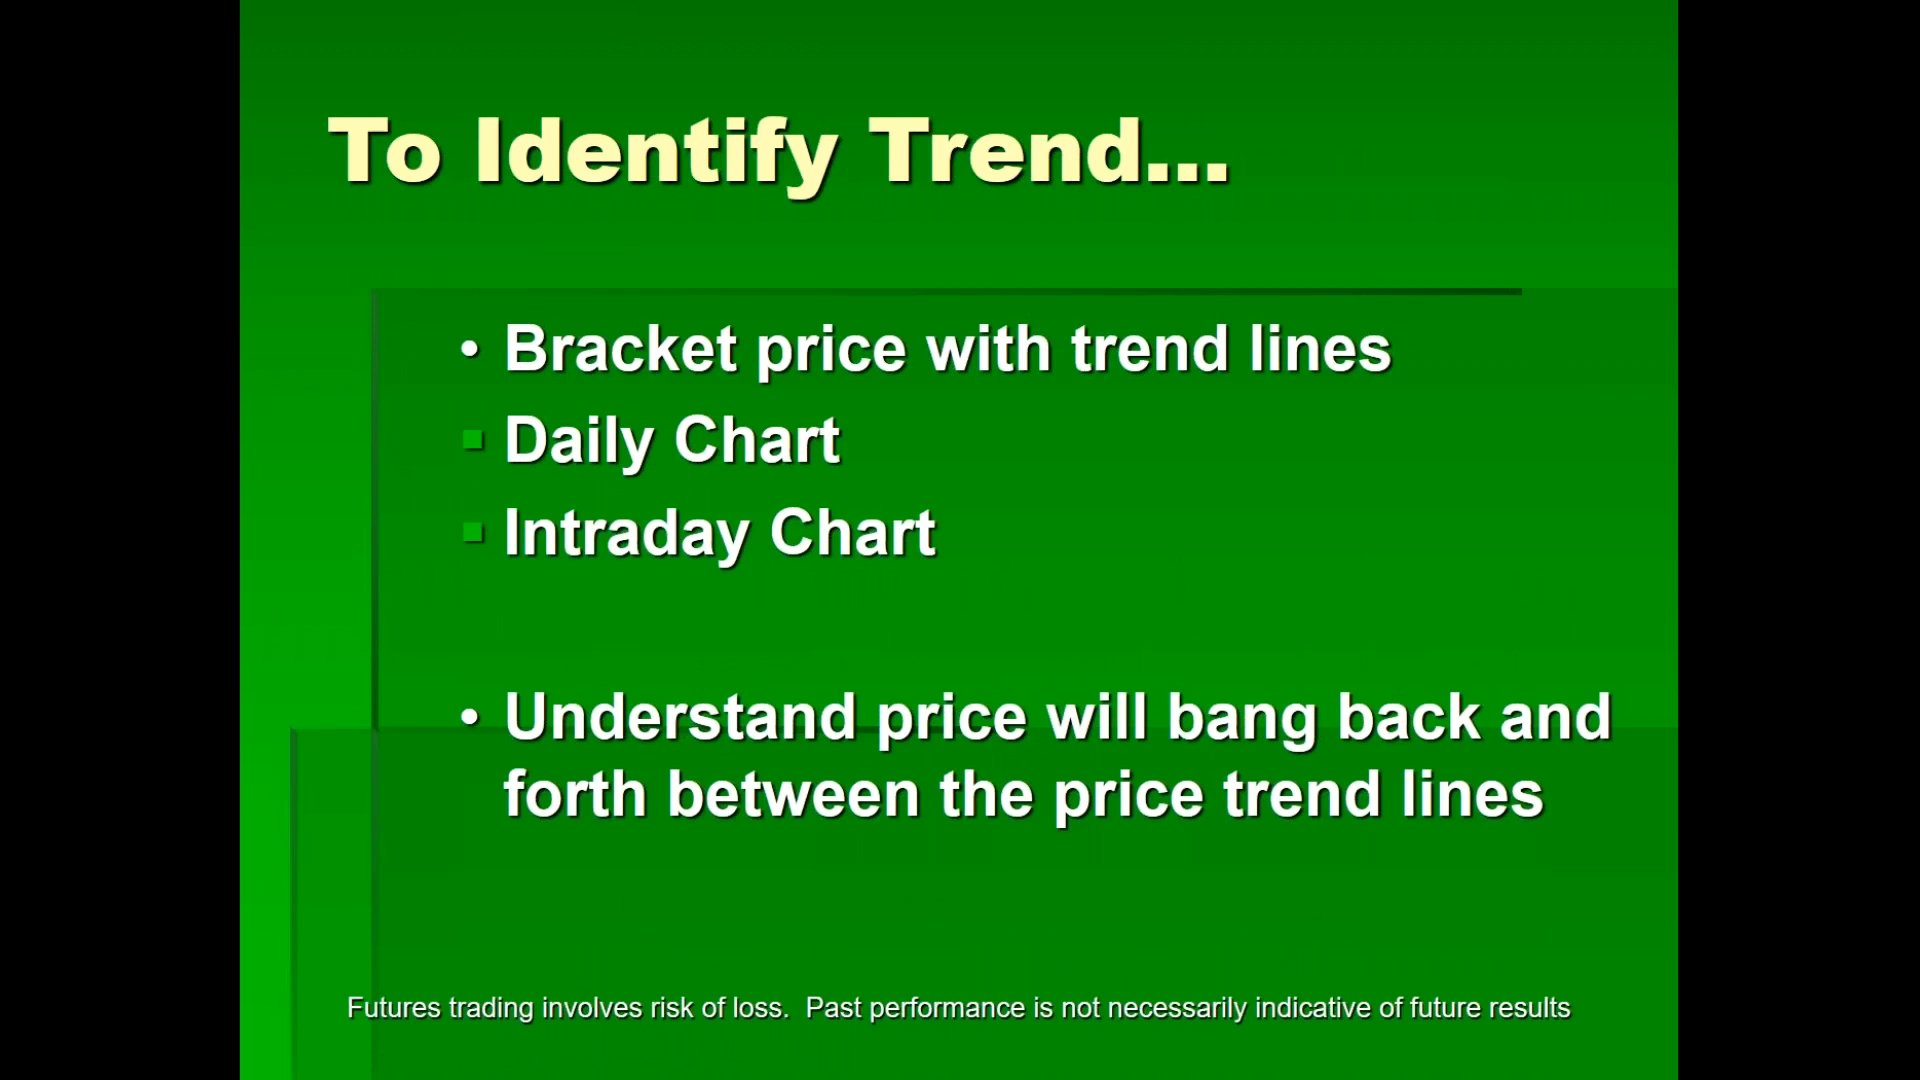 To Identify Trend...
• Bracket price with trend lines
▪ Daily Chart
▪ Intraday Chart
• Understand price will bang back and
forth between the price trend lines
Futures trading involves risk of loss.  Past performance is not necessarily indicative of future results